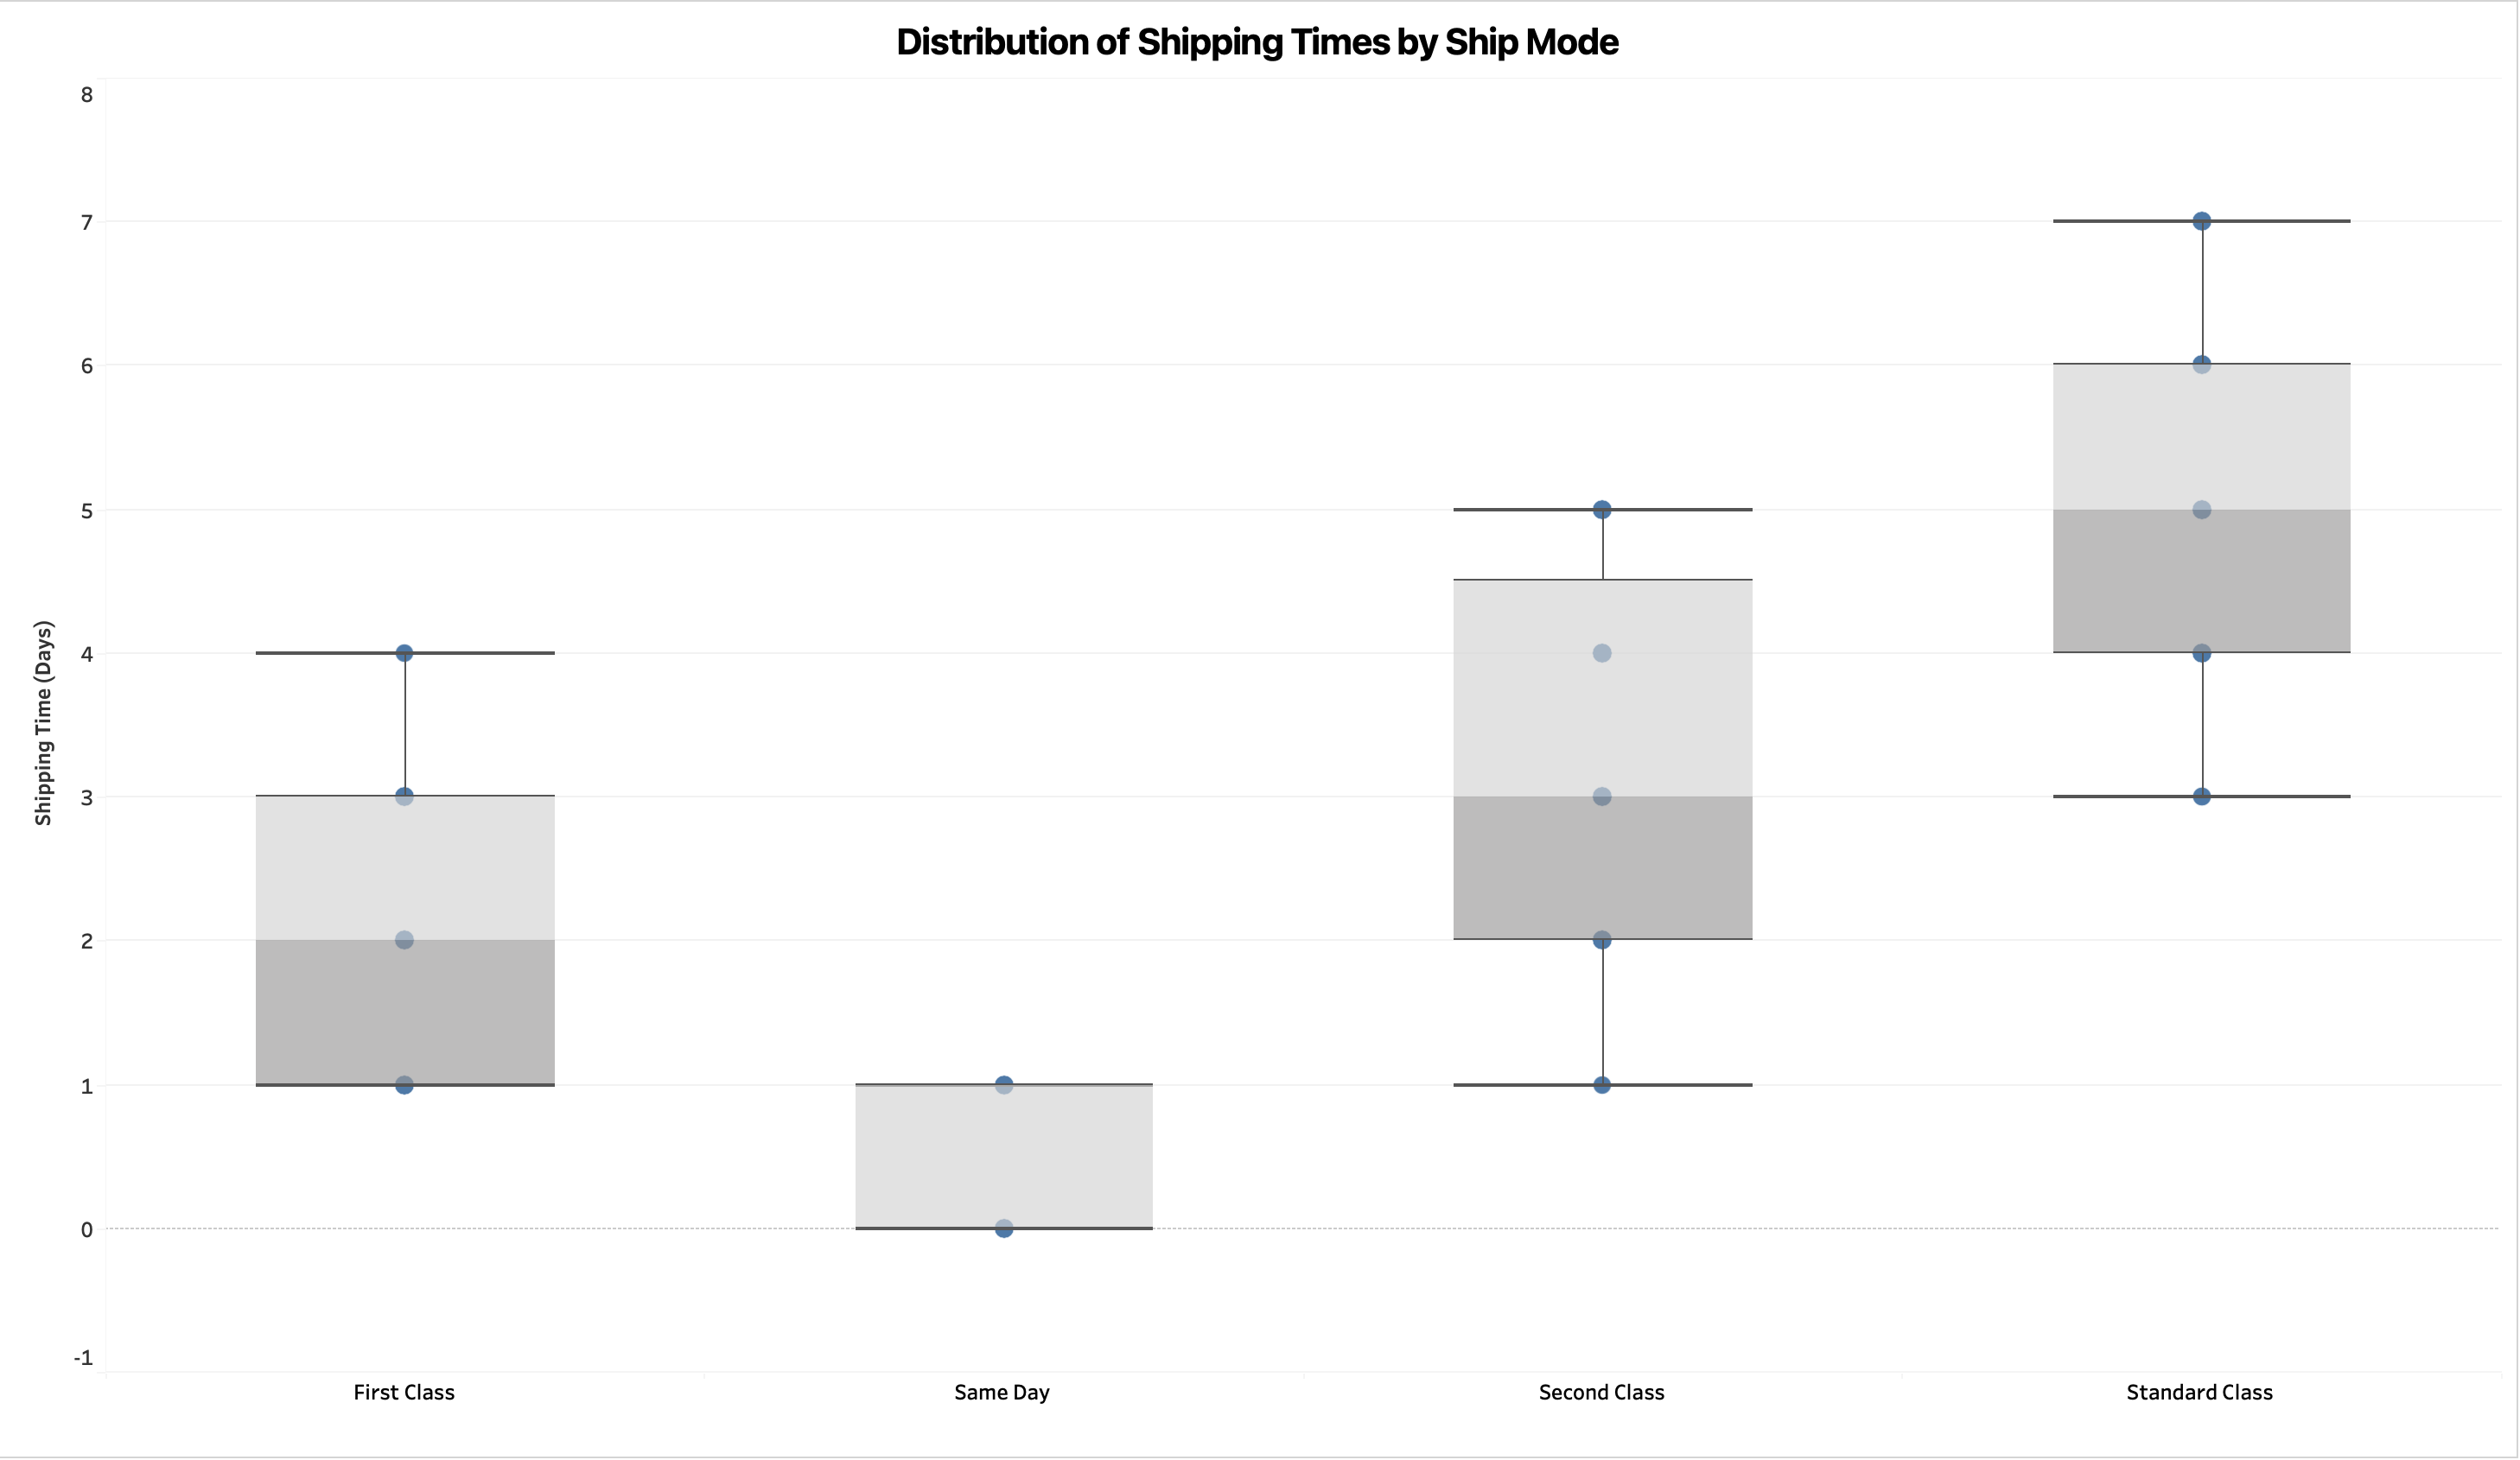 Distribution of Shipping Times by Ship Mode
8
7
6
5
4
3
2
1
0
-1
Shipping Time (Days)
First Class
Same Day
Second Class
Standard Class